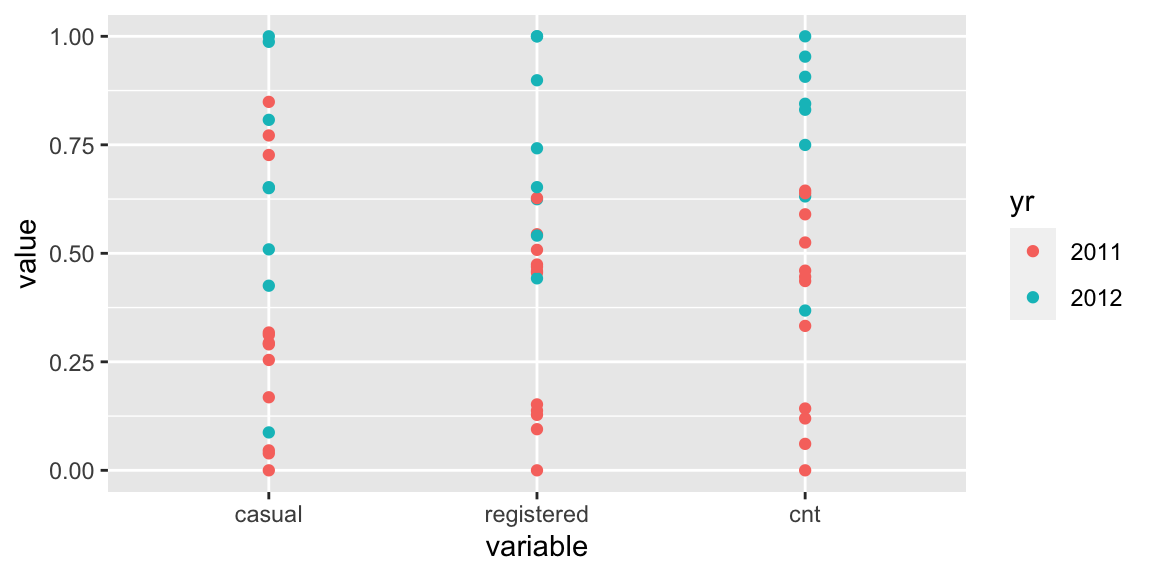 value
1.00
0.75
0.50
0.25
0.00
casual registered cnt
variable
yr
2011
2012